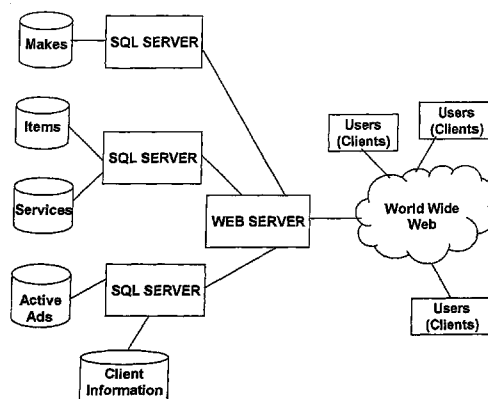 Makes
SQL SERVER
Items
SQL SERVER
Services
Users
(Clients)
Users
(Clients)
World Wide
Web
WEB SERVER
Active
Ads
SQL SERVER
Users
(Clients)
Client
Information